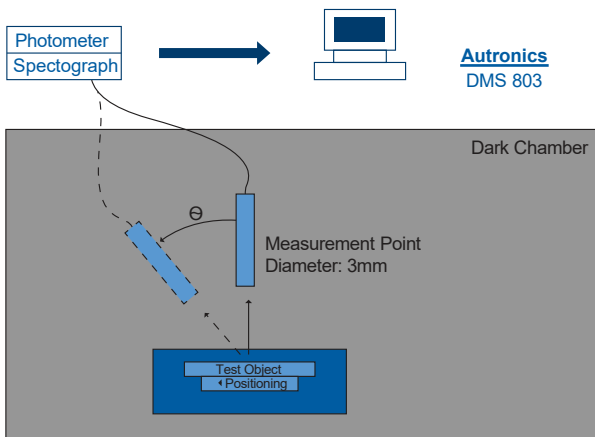 Photometer
Spectograph
Autronics
DMS 803
Dark Chamber
Θ
Measurement Point
Diameter: 3mm
Test Object
Positioning